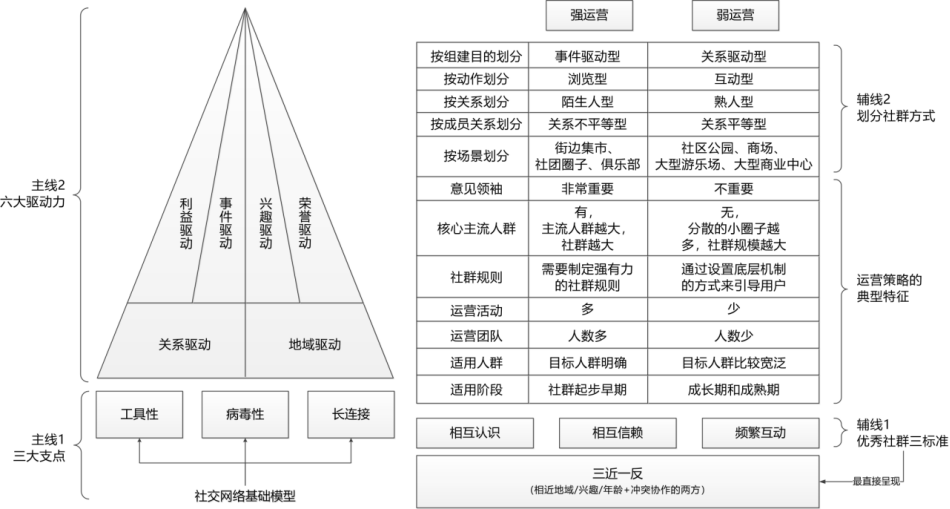 主线2
六大驱动力
利益驱动
事件驱动
兴趣驱动
荣誉驱动
关系驱动
地域驱动
主线1
三大支点
工具性
病毒性
长连接
社交网络基础模型
强运营
弱运营
按组建目的划分
事件驱动型
关系驱动型
按动作划分
浏览型
互动型
按关系划分
陌生人型
熟人型
按成员关系划分
关系不平等型
关系平等型
按场景划分
街边集市、
社团圈子、俱乐部
社区公园、商场、
大型游乐场、大型商业中心
意见领袖
非常重要
不重要
核心主流人群
有，
主流人群越大，
社群越大
无，
分散的小圈子越
多，社群规模越大
社群规则
需要制定强有力
的社群规则
通过设置底层机制
的方式来引导用户
运营活动
多
少
运营团队
人数多
人数少
适用人群
目标人群明确
目标人群比较宽泛
适用阶段
社群起步早期
成长期和成熟期
辅线2
划分社群方式
运营策略的
典型特征
相互认识
相互信赖
频繁互动
辅线1
优秀社群三标准
三近一反
(相近地域/兴趣/年龄+冲突协作的两方)
最直接呈现